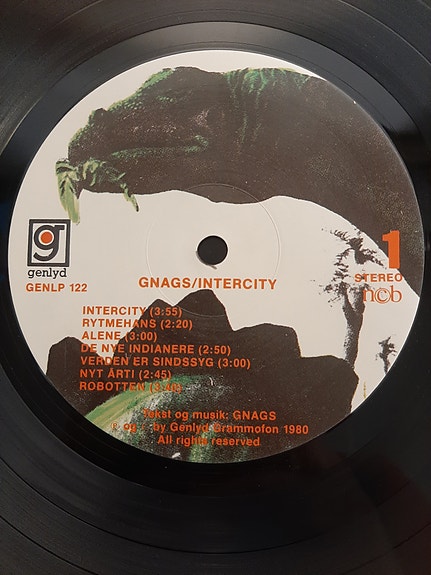 g
genlyd
GENLP 122
1
STEREO
n©b
GNAGS/INTERCITY
INTERCITY (3:55)
RYTMEHANS (2:20)
ALENE (3:00)
DE NYE INDIANERE (2:50)
VERDEN ER SINDSSYG (3:00)
NYT ÅRTI (2:45)
ROBOTTEN
Tekst og musik: GNAGS
℗ og by Genlyd Grammofon 1980
All rights reserved